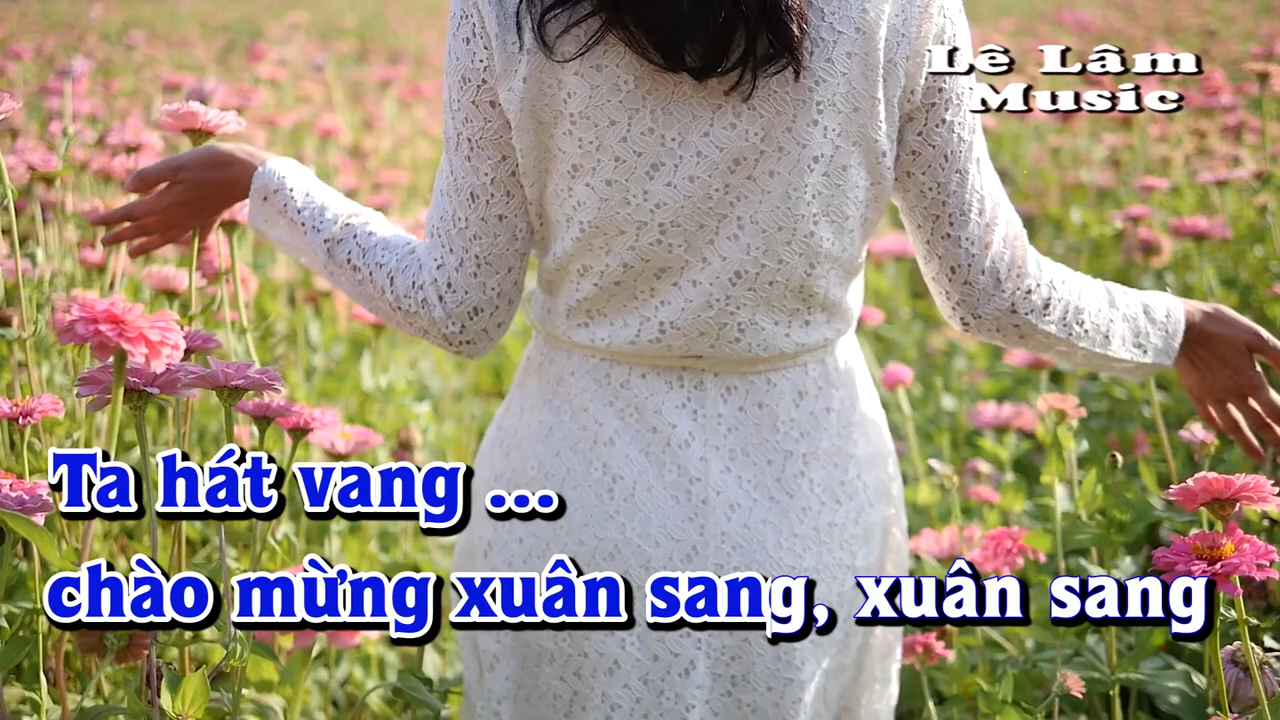 Lê Lâm
Music
Ta hát vang ...
chào mừng xuân sang, xuân sang